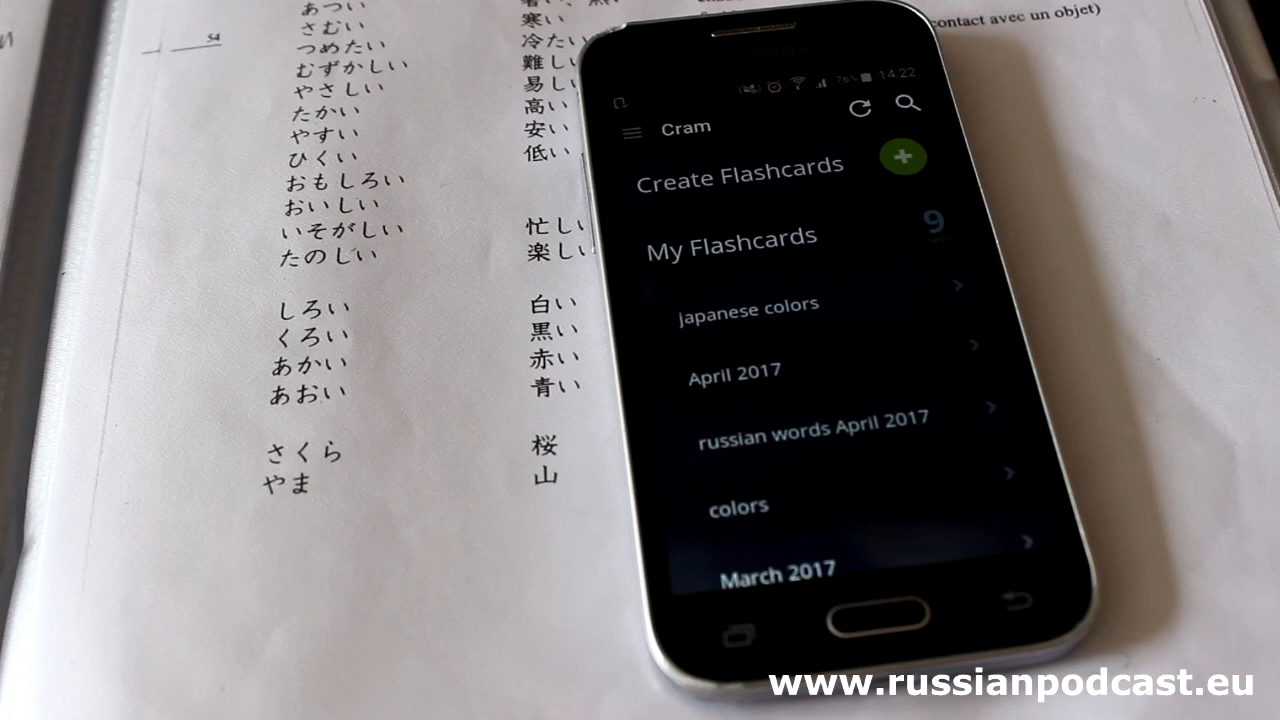 あつい
さむい 寒い
つめたい 冷たい
むずかしい 難し
やさしい 易し
たかい 高い
やすい 安い
ひくい 低い
おもしろい
おいしい
いそがしい 忙し
たのしい 楽し
しろい 白い
くろい 黒い
あかい 赤い
あおい 青い
さくら 桜
やま 山
54
contact avec un objet)
76% 14:22
Cram
Create Flashcards
My Flashcards
9
japanese colors
April 2017
russian words April 2017
colors
March 2017
www.russianpodcast.eu